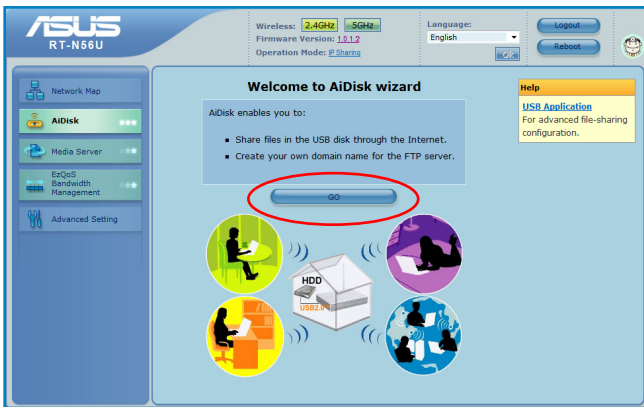 ASUS
RT-N56U
Wireless: 2.4GHz 5GHz
Firmware Version: 1.0.1.2
Operation Mode: IP Sharing
Language:
English
OK
Logout
Reboot
Network Map
AiDisk
Media Server
EzQoS
Bandwidth
Management
Advanced Setting
Welcome to AiDisk wizard
AiDisk enables you to:
Share files in the USB disk through the Internet.
Create your own domain name for the FTP server.
GO
HDD
USB2.0
Help
USB Application
For advanced file-sharing
configuration.